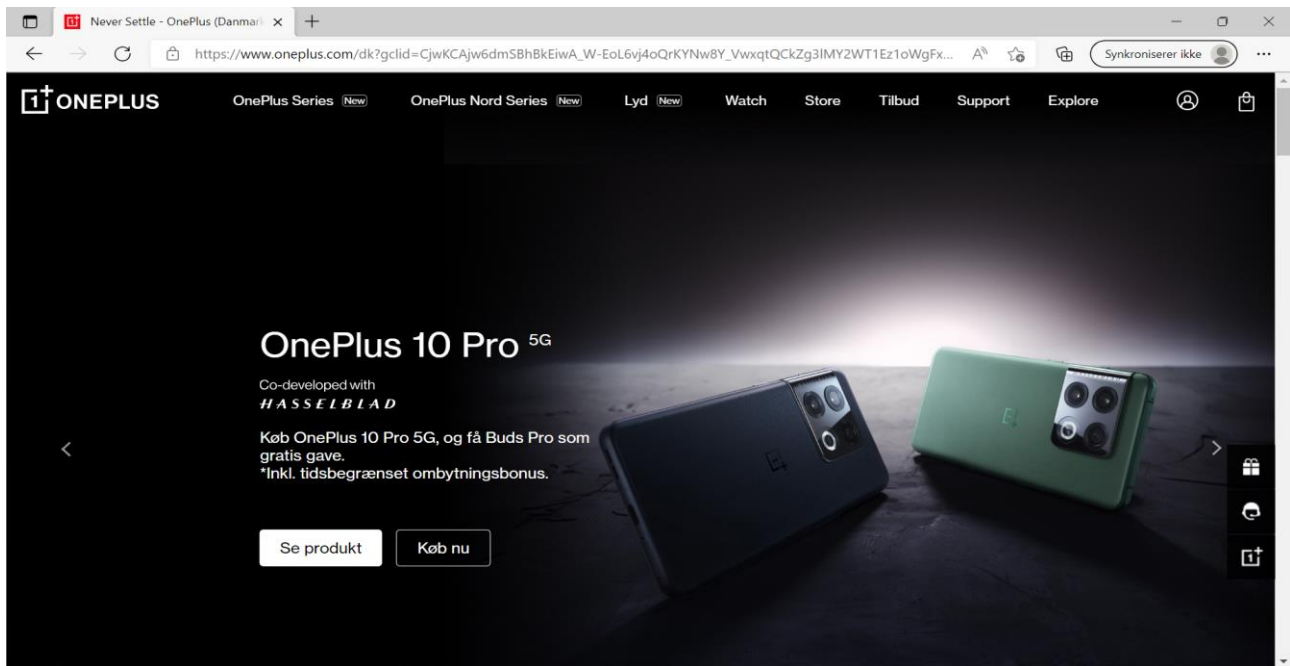 Never Settle - OnePlus (Danmar
https://www.oneplus.com/dk?gclid=CjwKCAjw6dmSBhBkEiwA_W-EoL6vj4oQrKYNw8Y_VwxqtQCkZg3lMY2WT1Ez1oWgFx...
Synkroniserer ikke
ONEPLUS
OnePlus Series New
OnePlus Nord Series New
Lyd New
Watch
Store
Tilbud
Support
Explore
OnePlus 10 Pro 5G
Co-developed with
HASSELBLAD
Køb OnePlus 10 Pro 5G, og få Buds Pro som
gratis gave.
*Inkl. tidsbegrænset ombytningsbonus.
Se produkt
Køb nu